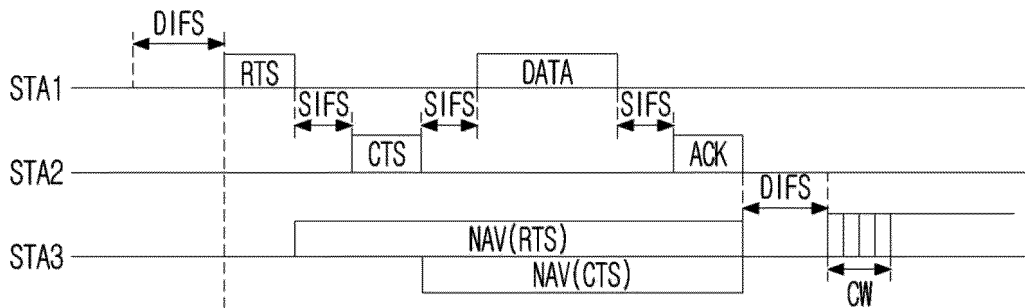 DIFS
STA1
RTS
DATA
SIFS
SIFS
SIFS
STA2
CTS
ACK
DIFS
STA3
NAV(RTS)
NAV(CTS)
CW